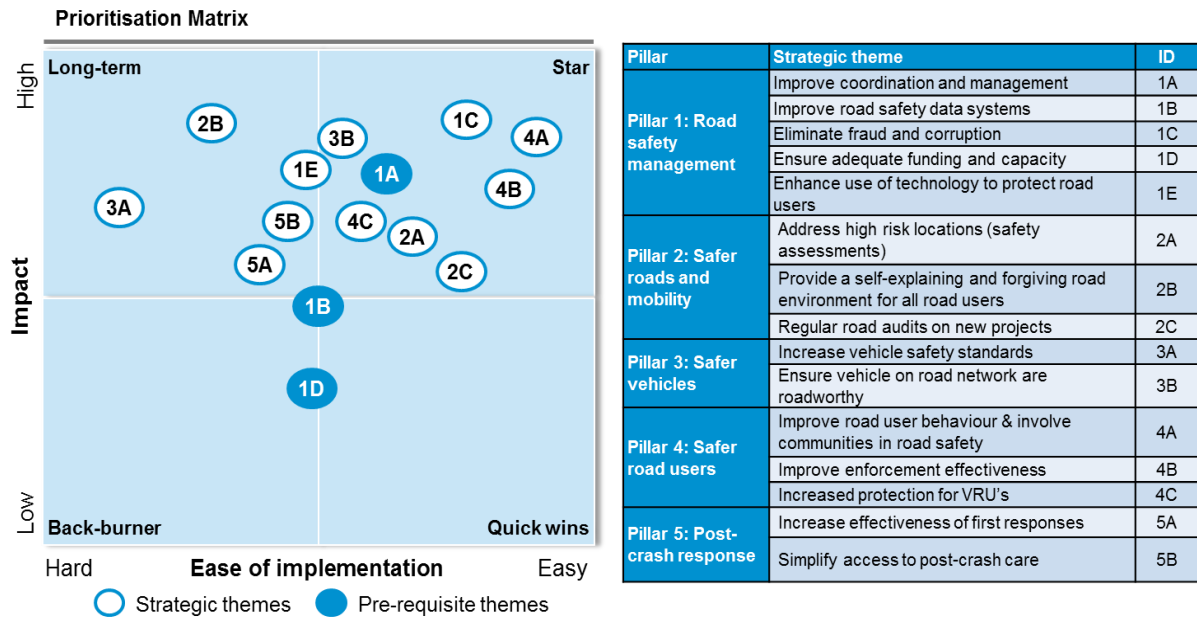 Prioritisation Matrix
High
Long-term
Star
2B
1C
3B
4A
1E
1A
4B
3A
5B
4C
2A
5A
2C
Impact
1B
1D
Low
Back-burner
Quick wins
Hard
Ease of implementation
Easy
Strategic themes
Pre-requisite themes
Pillar
Strategic theme
ID
Pillar 1: Road
safety
management
Improve coordination and management
1A
Improve road safety data systems
1B
Eliminate fraud and corruption
1C
Ensure adequate funding and capacity
1D
Enhance use of technology to protect road
users
1E
Pillar 2: Safer
roads and
mobility
Address high risk locations (safety
assessments)
2A
Provide a self-explaining and forgiving road
environment for all road users
2B
Regular road audits on new projects
2C
Pillar 3: Safer
vehicles
Increase vehicle safety standards
3A
Ensure vehicle on road network are
roadworthy
3B
Pillar 4: Safer
road users
Improve road user behaviour & involve
communities in road safety
4A
Improve enforcement effectiveness
4B
Increased protection for VRU's
4C
Pillar 5: Post-
crash response
Increase effectiveness of first responses
5A
Simplify access to post-crash care
5B